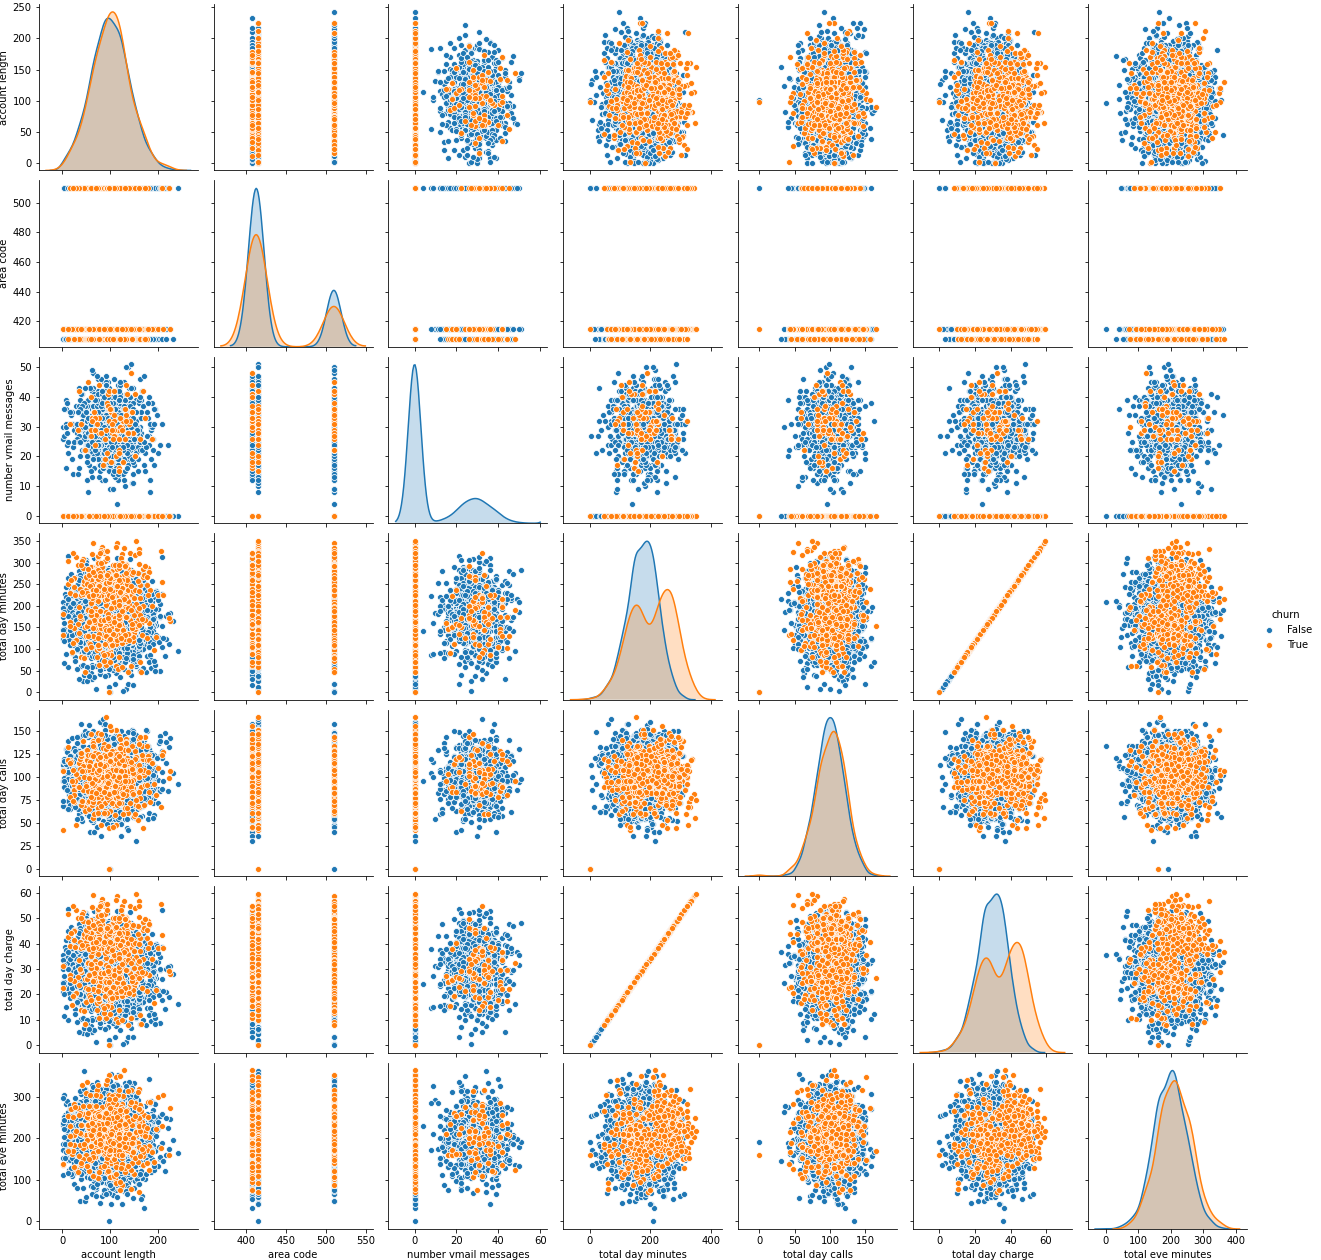 250
200
150
100
50
0
account length
500
480
460
440
420
area code
50
40
30
20
10
0
number vmail messages
350
300
250
200
150
100
50
0
total day minutes
churn
False
True
150
125
100
75
50
25
0
total day calls
60
50
40
30
20
10
0
total day charge
300
200
100
0
total eve minutes
0 100 200
400 450 500 550
0 20 40 60
0 200 400
0 50 100 150
0 20 40 60
0 100 200 300 400
account length
area code
number vmail messages
total day minutes
total day calls
total day charge
total eve minutes